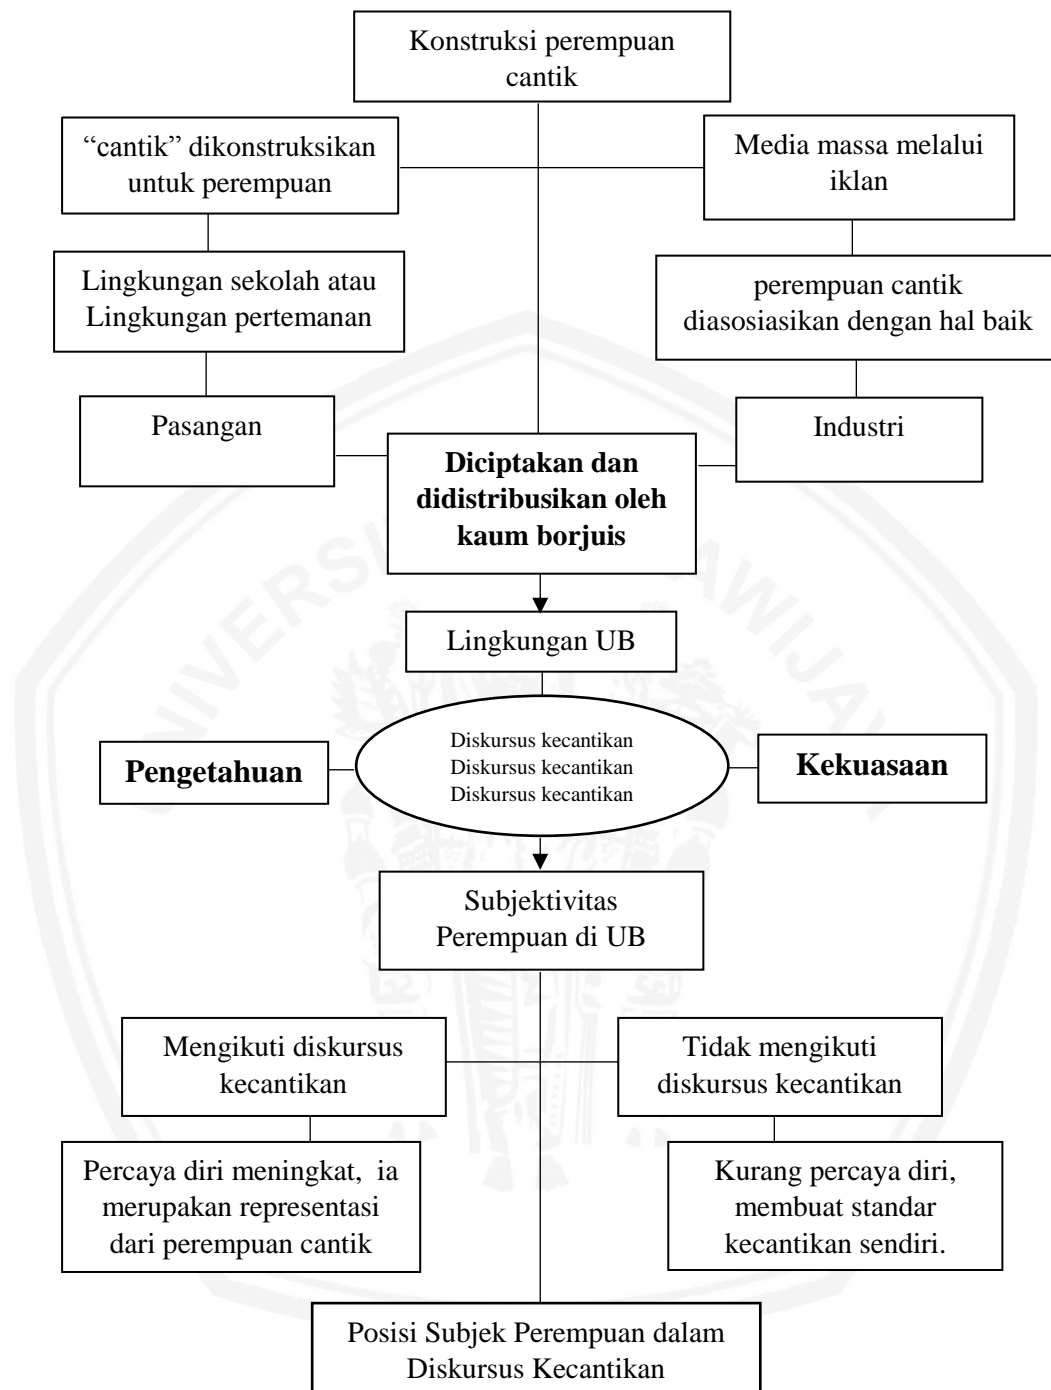 Konstruksi perempuan
cantik
“cantik” dikonstruksikan
untuk perempuan
Media massa melalui
iklan
Lingkungan sekolah atau
Lingkungan pertemanan
perempuan cantik
diasosiasikan dengan hal baik
Pasangan
Industri
Diciptakan dan
didistribusikan oleh
kaum borjuis
Lingkungan UB
Diskursus kecantikan
Diskursus kecantikan
Diskursus kecantikan
Pengetahuan
Kekuasaan
Subjektivitas
Perempuan di UB
Mengikuti diskursus
kecantikan
Tidak mengikuti
diskursus kecantikan
Percaya diri meningkat, ia
merupakan representasi
dari perempuan cantik
Kurang percaya diri,
membuat standar
kecantikan sendiri.
Posisi Subjek Perempuan dalam
Diskursus Kecantikan